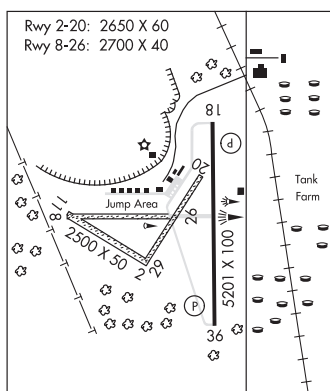 Rwy 2-20: 2650 X 60
Rwy 8-26: 2700 X 40
18
P
20
Tank
Farm
Jump Area
11
8
26
2500 X 50
2
29
5201 X 100
P
36